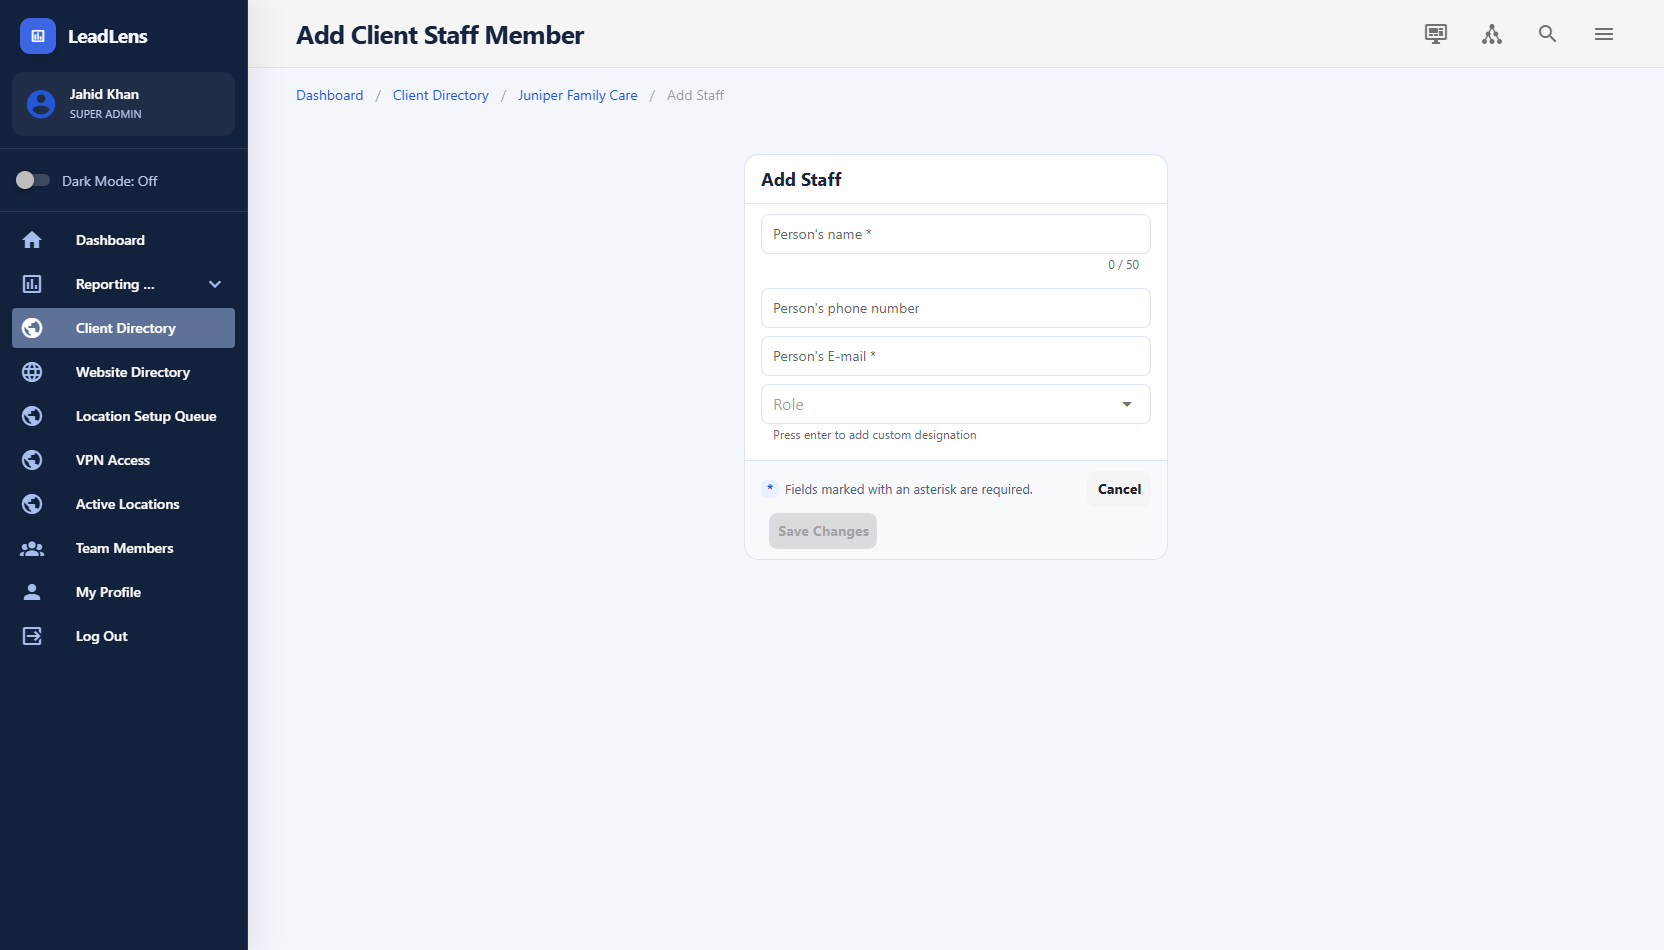 LeadLens
Jahid Khan
SUPER ADMIN
Dark Mode: Off
Dashboard
Reporting ...
Client Directory
Website Directory
Location Setup Queue
VPN Access
Active Locations
Team Members
My Profile
Log Out
Add Client Staff Member
Dashboard / Client Directory / Juniper Family Care / Add Staff
Add Staff
Person's name *
0 / 50
Person's phone number
Person's E-mail *
Role
Press enter to add custom designation
* Fields marked with an asterisk are required.
Cancel
Save Changes